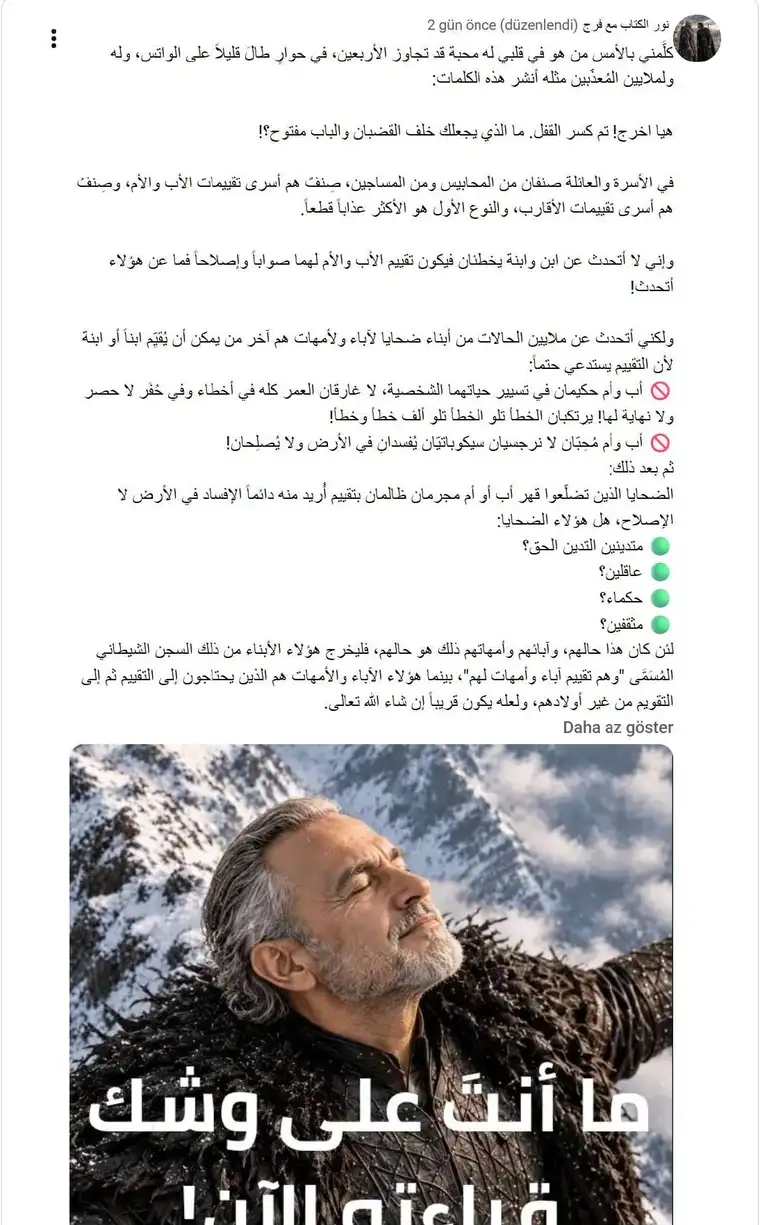 نور الكتاب مع فرج 2 gün önce (düzenlendi)
كلَّمني بالأمس من هو في قلبي له محبة قد تجاوز الأربعين، في حوارٍ طالَ قليلاً على الواتس، وله
ولملايين المُعذّبين مثله أنشر هذه الكلمات:
هيا اخرج! تم كسر القفل. ما الذي يجعلك خلف القضبان والباب مفتوح؟!
في الأسرة والعائلة صنفان من المحابيس ومن المساجين، صِنفٌ هم أسرى تقييمات الأب والأم، وصِنفٌ
هم أسرى تقييمات الأقارب، والنوع الأول هو الأكثر عذاباً قطعاً.
وإني لا أتحدث عن ابن وابنة يخطئان فيكون تقييم الأب والأم لهما صواباً وإصلاحاً فما عن هؤلاء
أتحدث!
ولكني أتحدث عن ملايين الحالات من أبناء ضحايا لآباء ولأمهات هم آخر من يمكن أن يُقيّم ابناً أو ابنة
لأن التقييم يستدعي حتماً:
🚫 أب وأم حكيمان في تسيير حياتهما الشخصية، لا غارقان العمر كله في أخطاء وفي حُفَر لا حصر
ولا نهاية لها! يرتكبان الخطأ تلو الخطأ تلو ألف خطأ وخطأ!
🚫 أب وأم مُحِبّان لا نرجسيان سيكوباتيّان يُفسدانِ في الأرض ولا يُصلِحان!
ثم بعد ذلك:
الضحايا الذين تضلّعوا قهر أب أو أم مجرمان ظالمان بتقييم أُريد منه دائماً الإفساد في الأرض لا
الإصلاح، هل هؤلاء الضحايا:
🟢 متدينين التدين الحق؟
🟢 عاقلين؟
🟢 حكماء؟
🟢 مثقفين؟
لئن كان هذا حالهم، وآبائهم وأمهاتهم ذلك هو حالهم، فليخرج هؤلاء الأبناء من ذلك السجن الشيطاني
المُسَمَّى "وهم تقييم آباء وأمهات لهم"، بينما هؤلاء الآباء والأمهات هم الذين يحتاجون إلى التقييم ثم إلى
التقويم من غير أولادهم، ولعله يكون قريباً إن شاء الله تعالى.
Daha az göster
ما أنتَ على وشك
قراءته الآن!